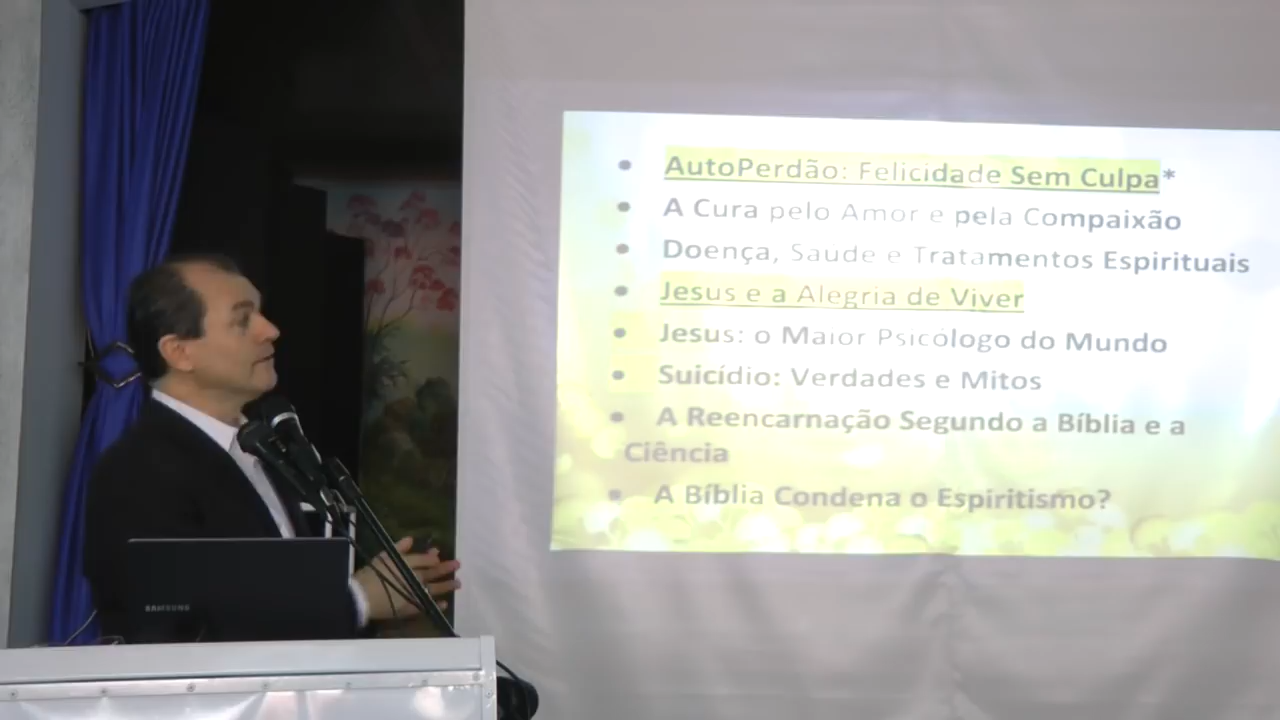 • AutoPerdão: Felicidade Sem Culpa*
• A Cura pelo Amor e pela Compaixão
• Doença, Saúde e Tratamentos Espirituais
• Jesus e a Alegria de Viver
• Jesus: o Maior Psicólogo do Mundo
• Suicídio: Verdades e Mitos
• A Reencarnação Segundo a Bíblia e a
Ciência
• A Bíblia Condena o Espiritismo?
SAMSUNG